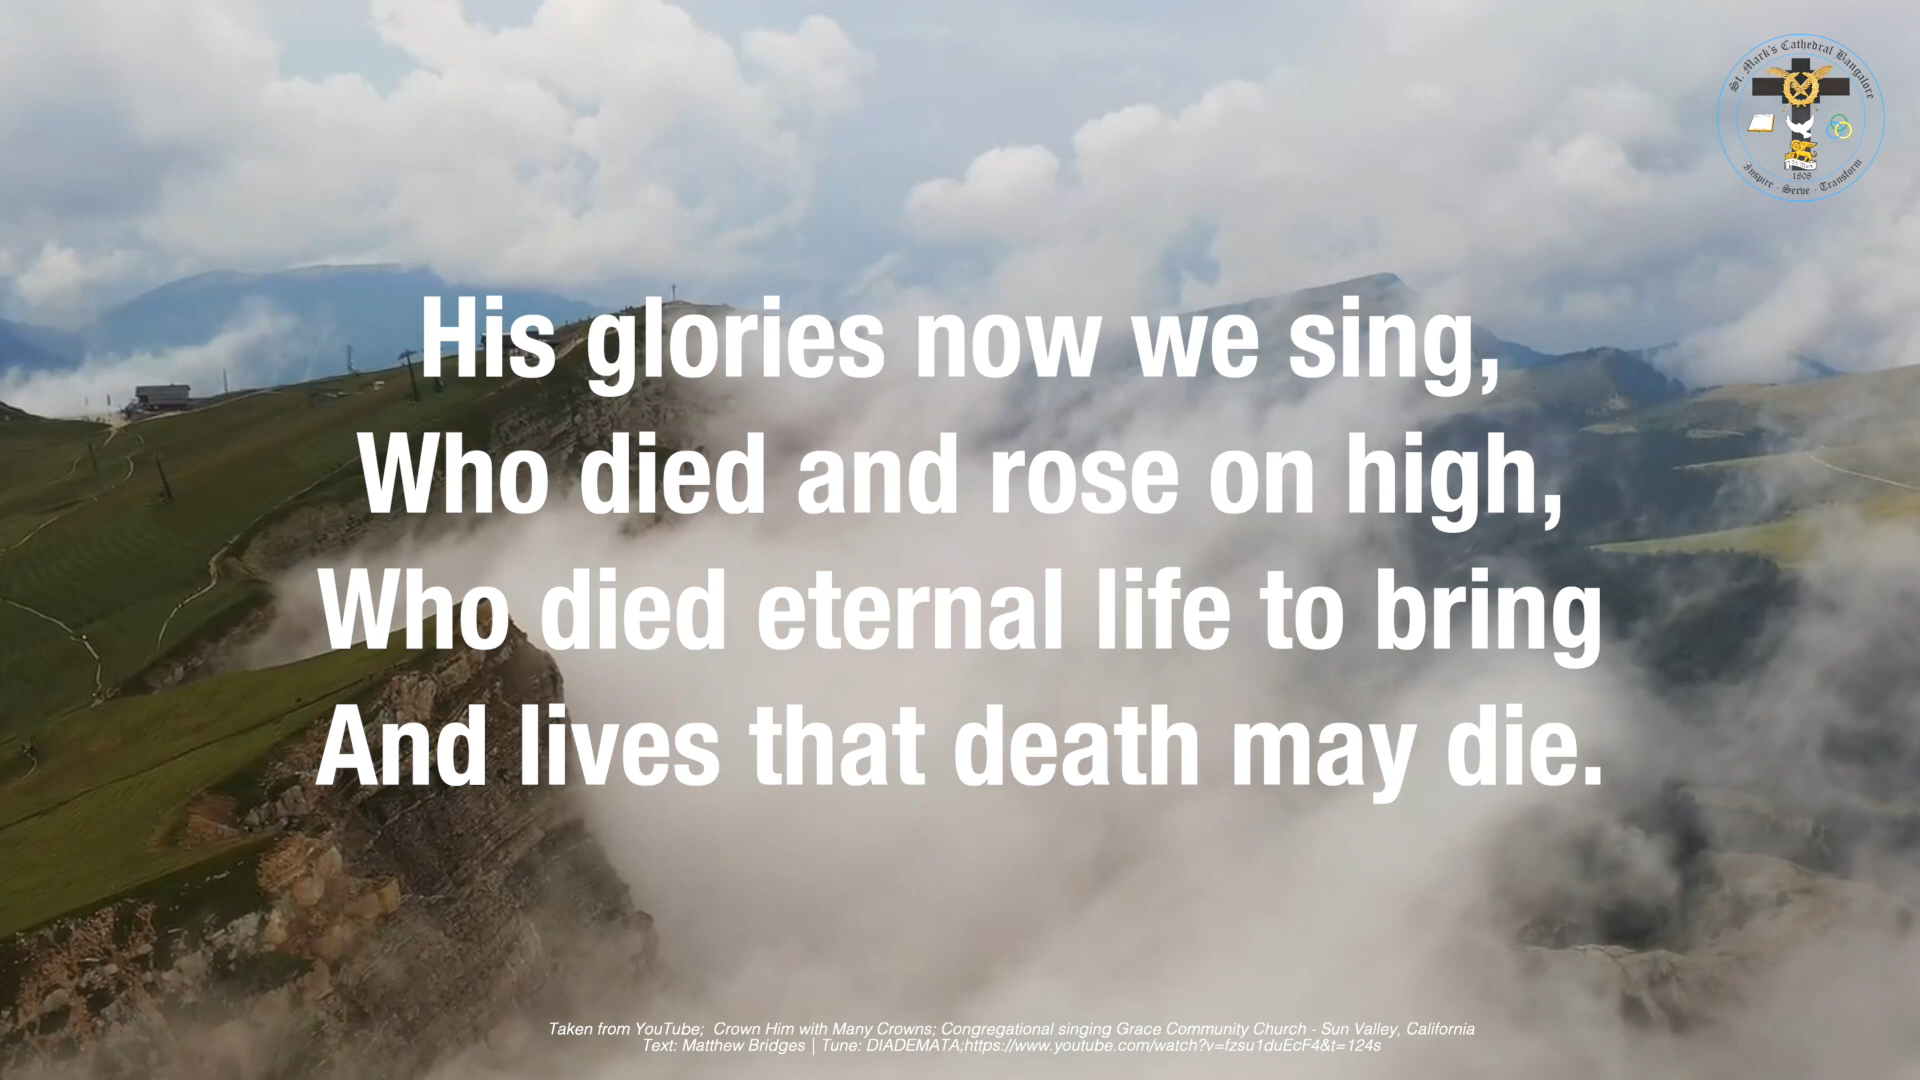 St. Mark's Cathedral Bangalore
1808
Inspire - Serve - Transform
His glories now we sing,
Who died and rose on high,
Who died eternal life to bring
And lives that death may die.
Taken from YouTube;  Crown Him with Many Crowns; Congregational singing Grace Community Church - Sun Valley, California
Text: Matthew Bridges | Tune: DIADEMATA;https://www.youtube.com/watch?v=fzsu1duEcF4&t=124s